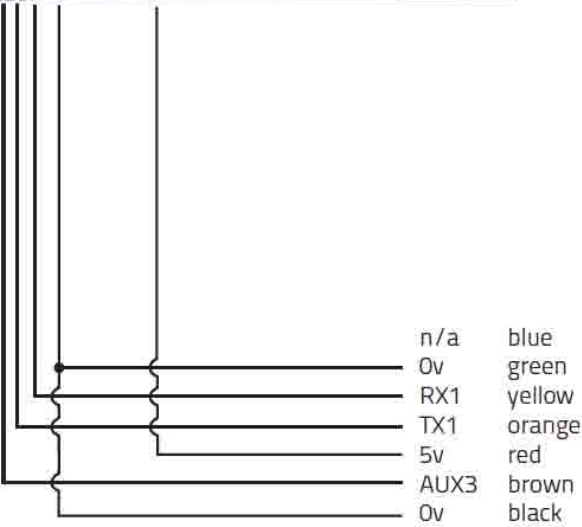 n/a blue
0v green
RX1 yellow
TX1 orange
5v red
AUX3 brown
0v black